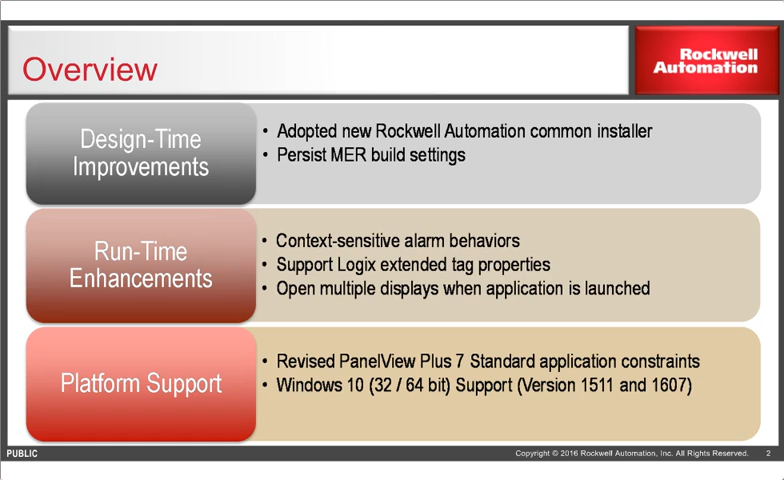 Overview
Rockwell
Automation
Design-Time
Improvements
• Adopted new Rockwell Automation common installer
• Persist MER build settings
Run-Time
Enhancements
• Context-sensitive alarm behaviors
• Support Logix extended tag properties
• Open multiple displays when application is launched
Platform Support
• Revised PanelView Plus 7 Standard application constraints
• Windows 10 (32 / 64 bit) Support (Version 1511 and 1607)
PUBLIC
Copyright © 2016 Rockwell Automation, Inc. All Rights Reserved. 2